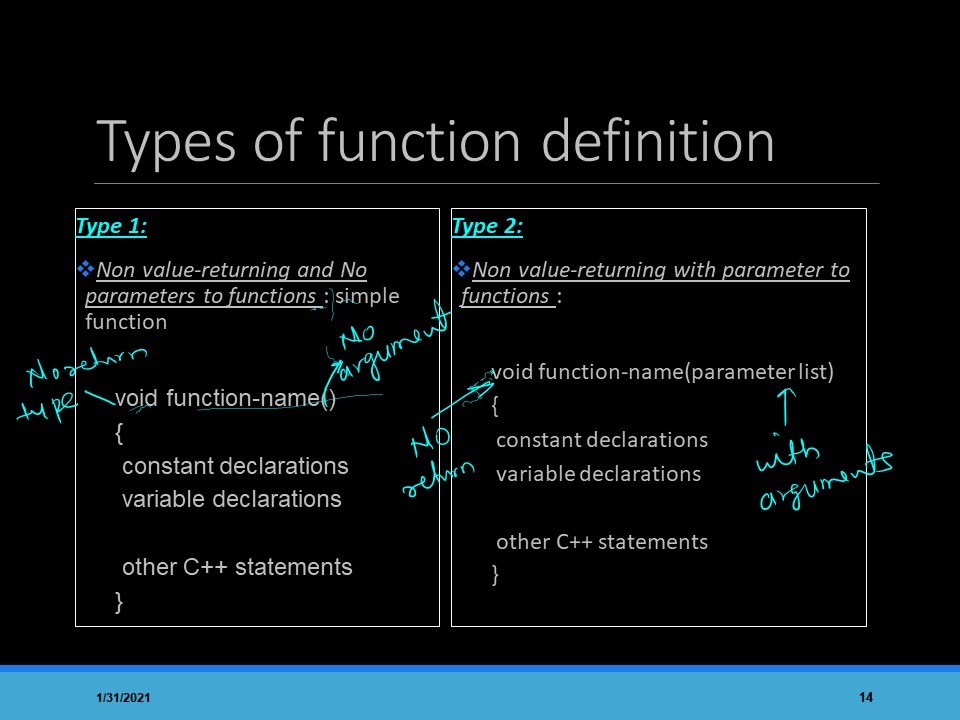 Types of function definition
Type 1:
❖Non value-returning and No
parameters to functions : simple
function
No
argument
No return
type
void function-name()
{
constant declarations
variable declarations
other C++ statements
}
Type 2:
❖Non value-returning with parameter to
functions :
void function-name(parameter list)
{
NO
return
constant declarations
variable declarations
with
arguments
other C++ statements
}
1/31/2021
14